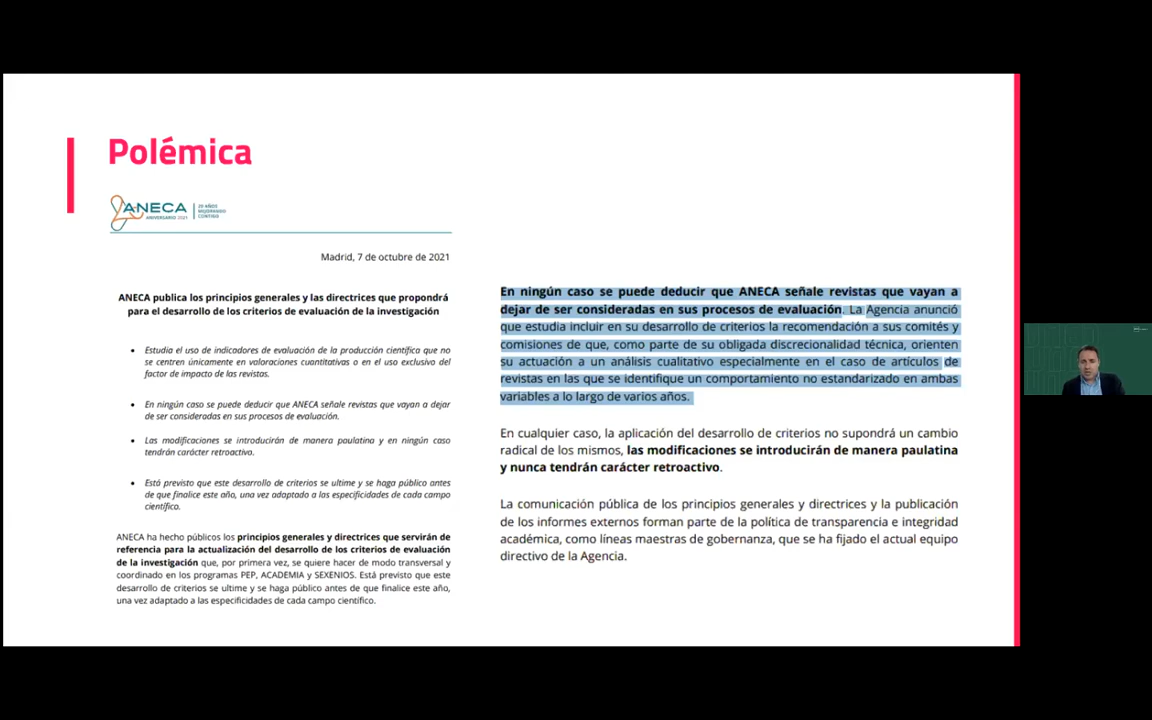 Polémica
ANECA
ANIVERSARIO 2021
20 AÑOS
MEJORANDO
CONTIGO
Madrid, 7 de octubre de 2021
ANECA publica los principios generales y las directrices que propondrá
para el desarrollo de los criterios de evaluación de la investigación
• Estudia el uso de indicadores de evaluación de la producción científica que no
se centren únicamente en valoraciones cuantitativas o en el uso exclusivo del
factor de impacto de las revistas.
• En ningún caso se puede deducir que ANECA señale revistas que vayan a dejar
de ser consideradas en sus procesos de evaluación.
• Las modificaciones se introducirán de manera paulatina y en ningún caso
tendrán carácter retroactivo.
• Está previsto que este desarrollo de criterios se ultime y se haga público antes
de que finalice este año, una vez adaptado a las especificidades de cada campo
científico.
ANECA ha hecho públicos los principios generales y directrices que servirán de
referencia para la actualización del desarrollo de los criterios de evaluación
de la investigación que, por primera vez, se quiere hacer de modo transversal y
coordinado en los programas PEP, ACADEMIA y SEXENIOS. Está previsto que este
desarrollo de criterios se ultime y se haga público antes de que finalice este año,
una vez adaptado a las especificidades de cada campo científico.
En ningún caso se puede deducir que ANECA señale revistas que vayan a
dejar de ser consideradas en sus procesos de evaluación. La Agencia anunció
que estudia incluir en su desarrollo de criterios la recomendación a sus comités y
comisiones de que, como parte de su obligada discrecionalidad técnica, orienten
su actuación a un análisis cualitativo especialmente en el caso de artículos de
revistas en las que se identifique un comportamiento no estandarizado en ambas
variables a lo largo de varios años.
En cualquier caso, la aplicación del desarrollo de criterios no supondrá un cambio
radical de los mismos, las modificaciones se introducirán de manera paulatina
y nunca tendrán carácter retroactivo.
La comunicación pública de los principios generales y directrices y la publicación
de los informes externos forman parte de la política de transparencia e integridad
académica, como líneas maestras de gobernanza, que se ha fijado el actual equipo
directivo de la Agencia.